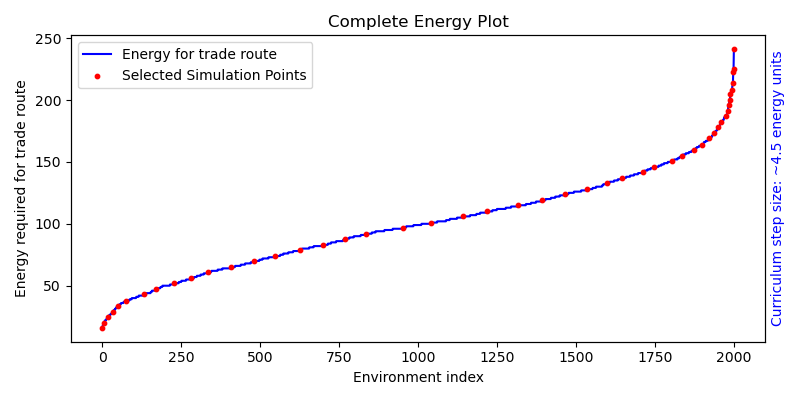 Complete Energy Plot
Energy for trade route
Selected Simulation Points
Energy required for trade route
250
200
150
100
50
0
250
500
750
1000
1250
1500
1750
2000
Environment index
Curriculum step size: ~4.5 energy units